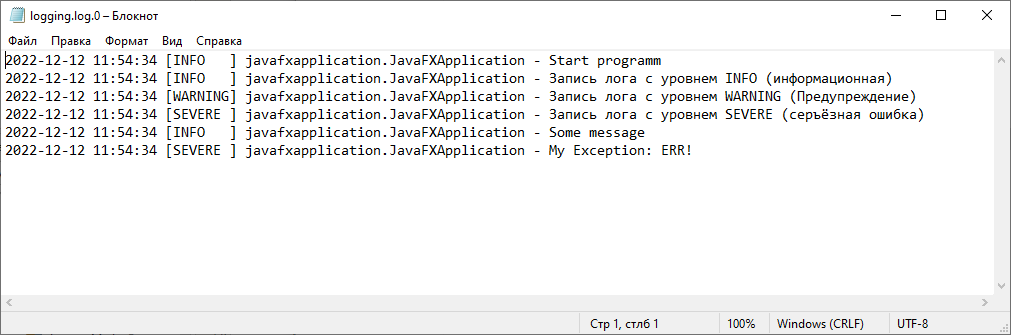 logging.log.0 – Блокнот
Файл Правка Формат Вид Справка
2022-12-12 11:54:34 [INFO   ] javafxapplication.JavaFXApplication - Start programm
2022-12-12 11:54:34 [INFO   ] javafxapplication.JavaFXApplication - Запись лога с уровнем INFO (информационная)
2022-12-12 11:54:34 [WARNING] javafxapplication.JavaFXApplication - Запись лога с уровнем WARNING (Предупреждение)
2022-12-12 11:54:34 [SEVERE ] javafxapplication.JavaFXApplication - Запись лога с уровнем SEVERE (серъёзная ошибка)
2022-12-12 11:54:34 [INFO   ] javafxapplication.JavaFXApplication - Some message
2022-12-12 11:54:34 [SEVERE ] javafxapplication.JavaFXApplication - My Exception: ERR!
Стр 1, стлб 1 100% Windows (CRLF) UTF-8